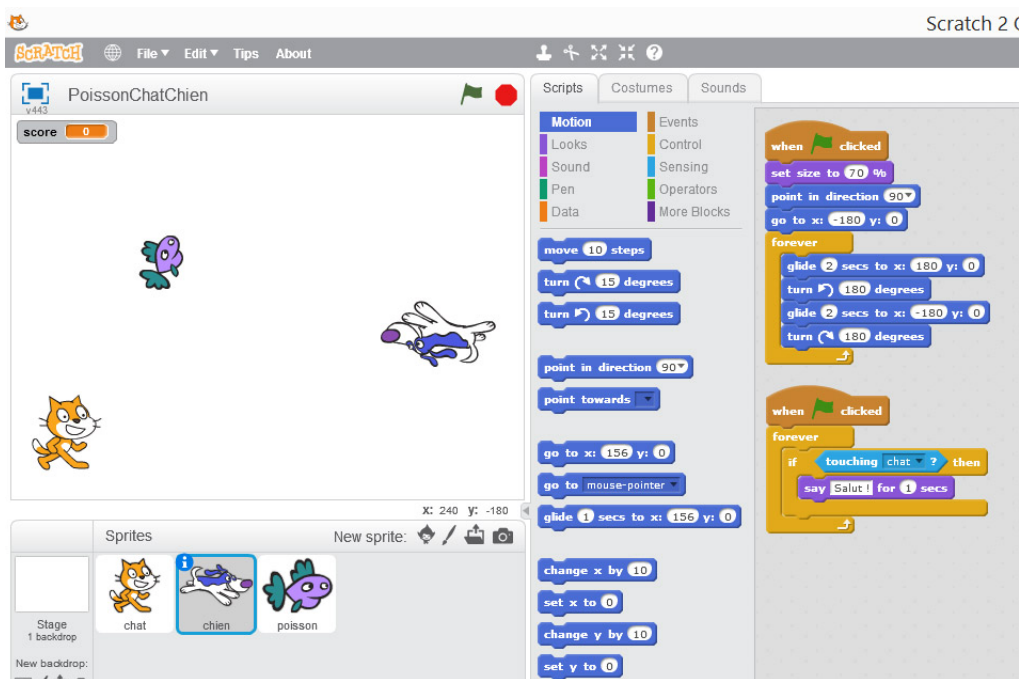 Scratch 2
SCRATCH File Edit Tips About
v443
PoissonChatChien
score 0
X: 240 y: -180
Sprites
New sprite:
Stage
1 backdrop
New backdrop:
chat
chien
poisson
Scripts Costumes Sounds
Motion Events
Looks Control
Sound Sensing
Pen Operators
Data More Blocks
move 10 steps
turn 15 degrees
turn 15 degrees
point in direction 90
point towards
go to x: 156 y: 0
go to mouse-pointer
glide 1 secs to x: 156 y: 0
change x by 10
set x to 0
change y by 10
set y to 0
when clicked
set size to 70 %
point in direction 90
go to x: -180 y: 0
forever
glide 2 secs to x: 180 y: 0
turn 180 degrees
glide 2 secs to x: -180 y: 0
turn 180 degrees
when clicked
forever
if touching chat ? then
say Salut ! for 1 secs